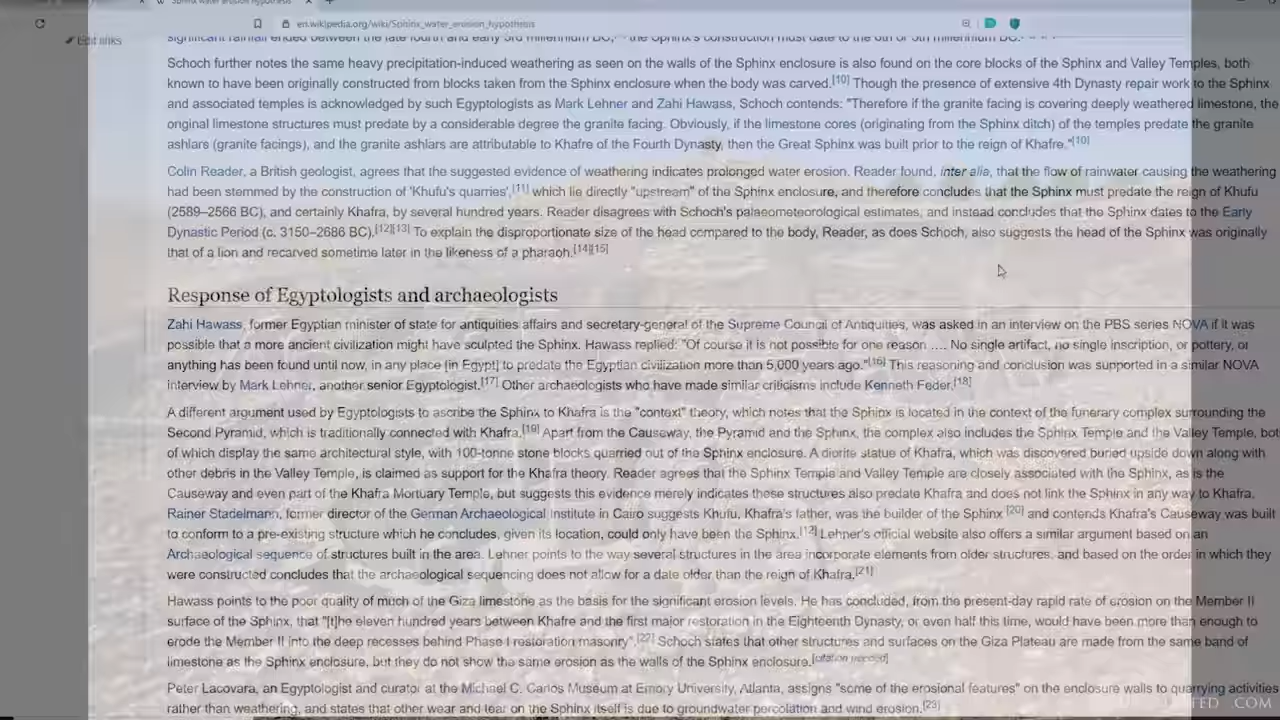 Sphinx water erosion hypothesis
en.wikipedia.org/wiki/Sphinx_water_erosion_hypothesis
Edit links
significant rainfall ended between the late fourth and early 3rd millennium BC, the Sphinx's construction must date to the 6th or 5th millennium BC.
Schoch further notes the same heavy precipitation-induced weathering as seen on the walls of the Sphinx enclosure is also found on the core blocks of the Sphinx and Valley Temples, both
known to have been originally constructed from blocks taken from the Sphinx enclosure when the body was carved.[10] Though the presence of extensive 4th Dynasty repair work to the Sphinx
and associated temples is acknowledged by such Egyptologists as Mark Lehner and Zahi Hawass, Schoch contends: "Therefore if the granite facing is covering deeply weathered limestone, the
original limestone structures must predate by a considerable degree the granite facing. Obviously, if the limestone cores (originating from the Sphinx ditch) of the temples predate the granite
ashlars (granite facings), and the granite ashlars are attributable to Khafre of the Fourth Dynasty, then the Great Sphinx was built prior to the reign of Khafre."[10]
Colin Reader, a British geologist, agrees that the suggested evidence of weathering indicates prolonged water erosion. Reader found, inter alia, that the flow of rainwater causing the weathering
had been stemmed by the construction of 'Khufu's quarries',[11] which lie directly "upstream" of the Sphinx enclosure, and therefore concludes that the Sphinx must predate the reign of Khufu
(2589–2566 BC), and certainly Khafra, by several hundred years. Reader disagrees with Schoch's palaeometeorological estimates, and instead concludes that the Sphinx dates to the Early
Dynastic Period (c. 3150–2686 BC).[12][13] To explain the disproportionate size of the head compared to the body, Reader, as does Schoch, also suggests the head of the Sphinx was originally
that of a lion and recarved sometime later in the likeness of a pharaoh.[14][15]
Response of Egyptologists and archaeologists
Zahi Hawass, former Egyptian minister of state for antiquities affairs and secretary-general of the Supreme Council of Antiquities, was asked in an interview on the PBS series NOVA if it was
possible that a more ancient civilization might have sculpted the Sphinx. Hawass replied: "Of course it is not possible for one reason .... No single artifact, no single inscription, or pottery, or
anything has been found until now, in any place [in Egypt] to predate the Egyptian civilization more than 5,000 years ago."[16] This reasoning and conclusion was supported in a similar NOVA
interview by Mark Lehner, another senior Egyptologist.[17] Other archaeologists who have made similar criticisms include Kenneth Feder.[18]
A different argument used by Egyptologists to ascribe the Sphinx to Khafra is the "context" theory, which notes that the Sphinx is located in the context of the funerary complex surrounding the
Second Pyramid, which is traditionally connected with Khafra.[19] Apart from the Causeway, the Pyramid and the Sphinx, the complex also includes the Sphinx Temple and the Valley Temple, bot
of which display the same architectural style, with 100-tonne stone blocks quarried out of the Sphinx enclosure. A diorite statue of Khafra, which was discovered buried upside down along with
other debris in the Valley Temple, is claimed as support for the Khafra theory. Reader agrees that the Sphinx Temple and Valley Temple are closely associated with the Sphinx, as is the
Causeway and even part of the Khafra Mortuary Temple, but suggests this evidence merely indicates these structures also predate Khafra and does not link the Sphinx in any way to Khafra.
Rainer Stadelmann, former director of the German Archaeological Institute in Cairo suggests Khufu, Khafra's father, was the builder of the Sphinx [20] and contends Khafra's Causeway was built
to conform to a pre-existing structure which he concludes, given its location, could only have been the Sphinx.[12] Lehner's official website also offers a similar argument based on an
Archaeological sequence of structures built in the area. Lehner points to the way several structures in the area incorporate elements from older structures, and based on the order in which they
were constructed concludes that the archaeological sequencing does not allow for a date older than the reign of Khafra.[21]
Hawass points to the poor quality of much of the Giza limestone as the basis for the significant erosion levels. He has concluded, from the present-day rapid rate of erosion on the Member II
surface of the Sphinx, that "[t]he eleven hundred years between Khafre and the first major restoration in the Eighteenth Dynasty, or even half this time, would have been more than enough to
erode the Member II into the deep recesses behind Phase I restoration masonry".[22] Schoch states that other structures and surfaces on the Giza Plateau are made from the same band of
limestone as the Sphinx enclosure, but they do not show the same erosion as the walls of the Sphinx enclosure.[citation needed]
Peter Lacovara, an Egyptologist and curator at the Michael C. Carlos Museum at Emory University, Atlanta, assigns "some of the erosional features" on the enclosure walls to quarrying activities
rather than weathering, and states that other wear and tear on the Sphinx itself is due to groundwater percolation and wind erosion.[23]
.COM